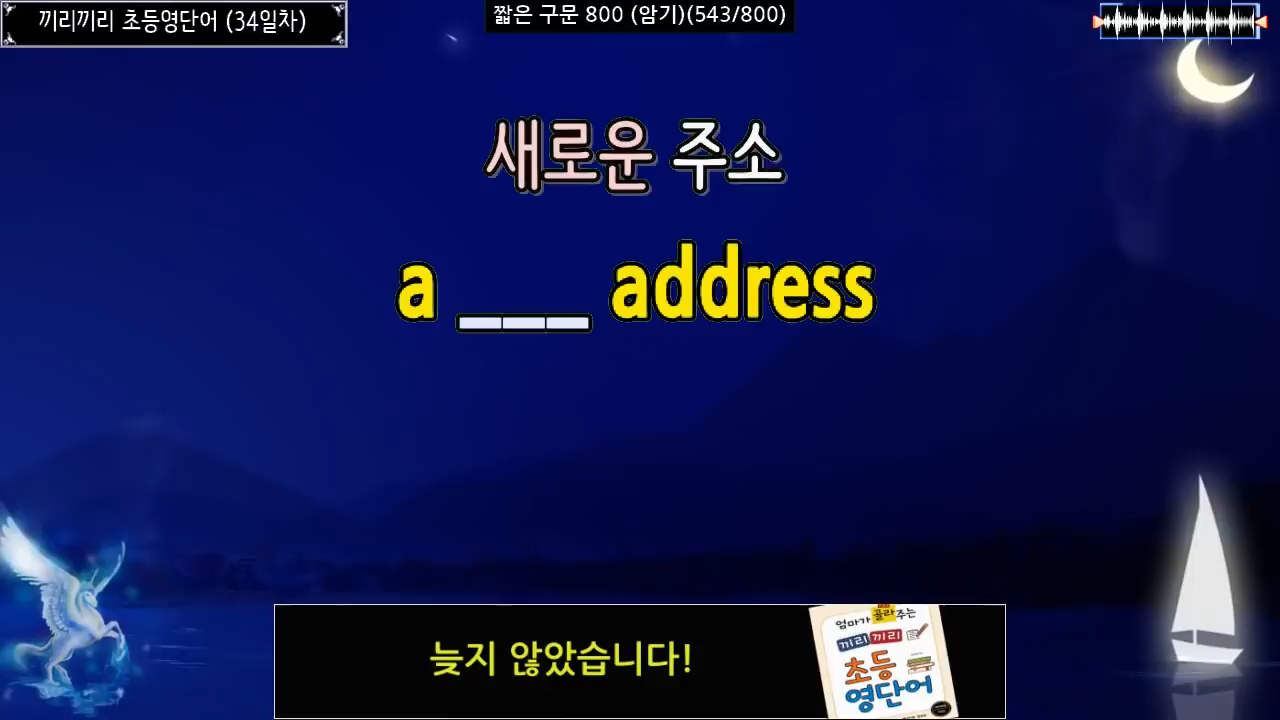 끼리끼리 초등영단어 (34일차)
짧은 구문 800 (암기)(543/800)
새로운 주소
a ___ address
늦지 않았습니다!
엄마가 골라주는
끼리끼리
초등
영단어